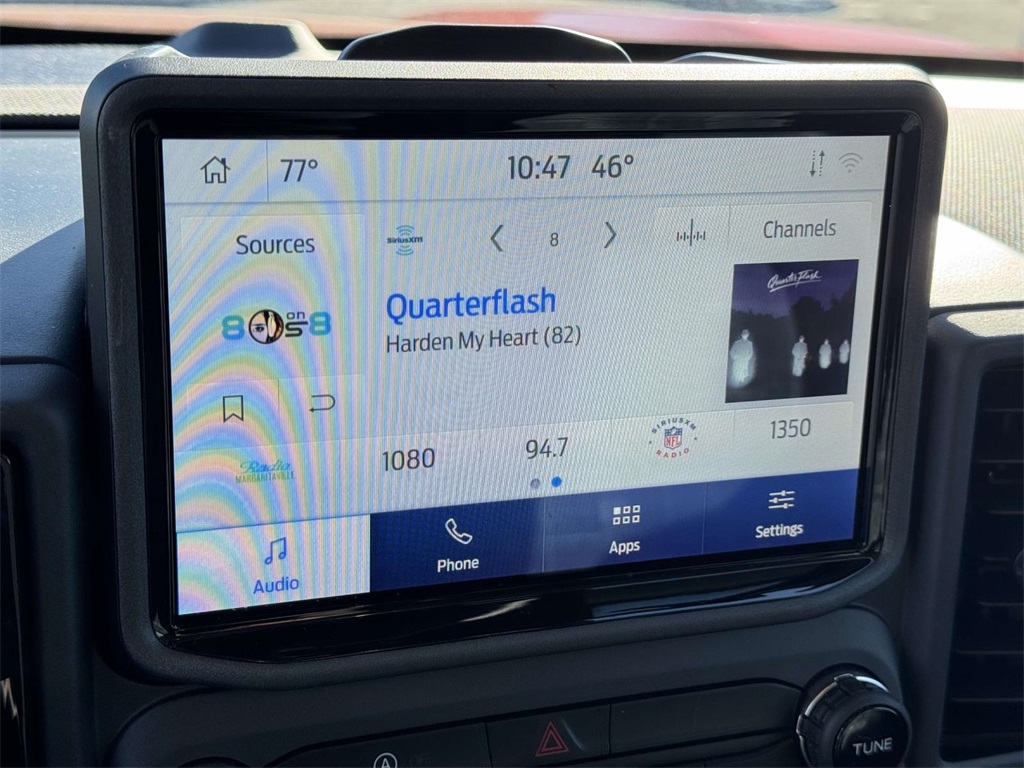 77°
10:47 46°
Sources
SiriusXM
8
Channels
80s on 8
Quarterflash
Harden My Heart (82)
Quarterflash
Radio
MARGARITAVILLE
1080
94.7
SIRIUSXM
NFL
RADIO
1350
Audio
Phone
Apps
Settings
A
TUNE